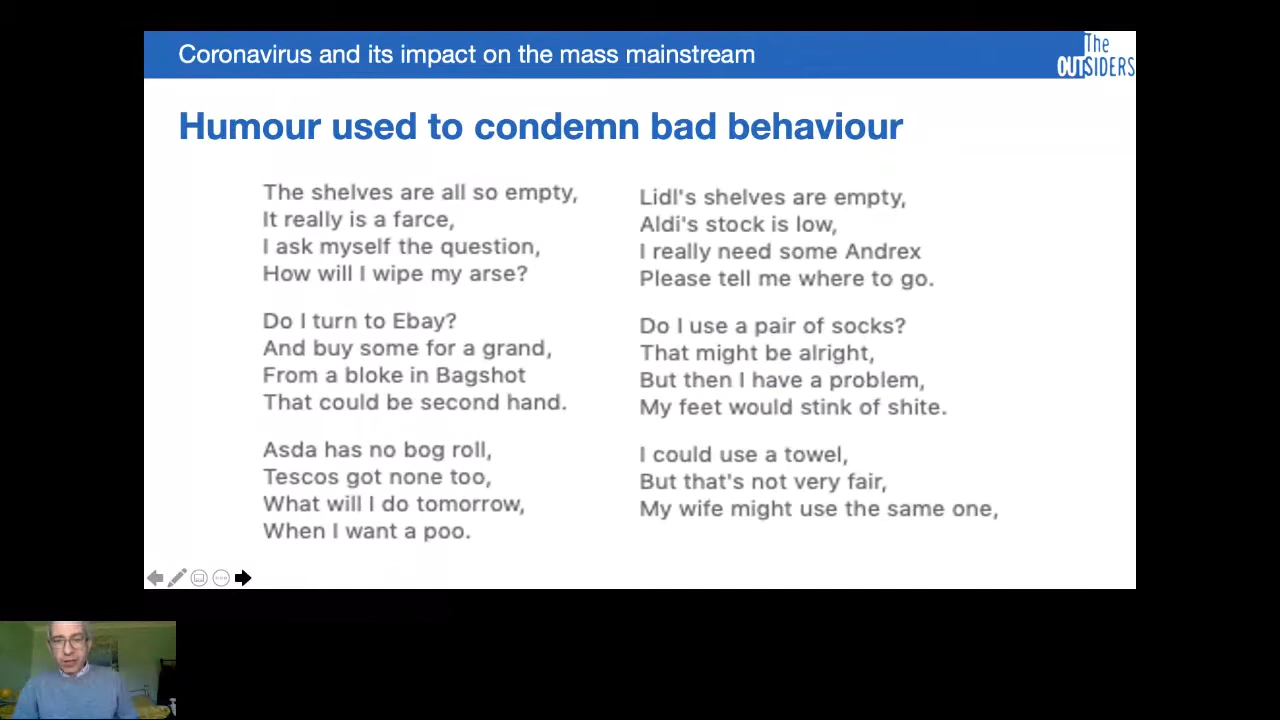 Coronavirus and its impact on the mass mainstream
The
OUTSIDERS
Humour used to condemn bad behaviour
The shelves are all so empty,
It really is a farce,
I ask myself the question,
How will I wipe my arse?
Do I turn to Ebay?
And buy some for a grand,
From a bloke in Bagshot
That could be second hand.
Asda has no bog roll,
Tescos got none too,
What will I do tomorrow,
When I want a poo.
Lidl's shelves are empty,
Aldi's stock is low,
I really need some Andrex
Please tell me where to go.
Do I use a pair of socks?
That might be alright,
But then I have a problem,
My feet would stink of shite.
I could use a towel,
But that's not very fair,
My wife might use the same one,